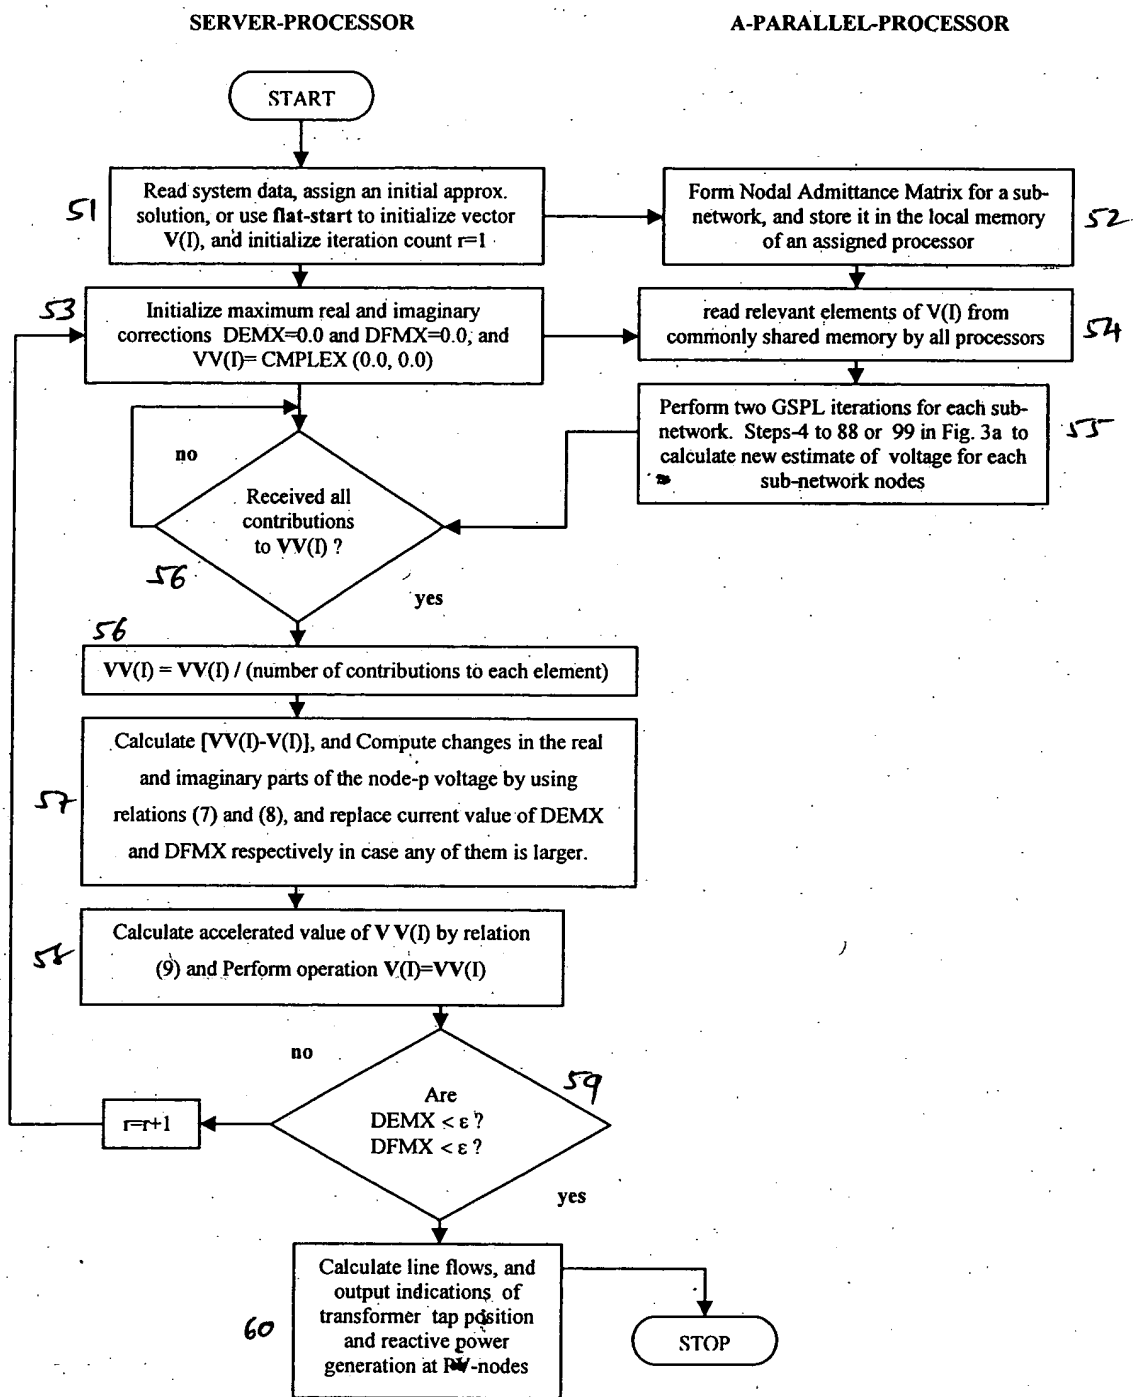 SERVER-PROCESSOR
A-PARALLEL-PROCESSOR
START
51
Read system data, assign an initial approx.
solution, or use flat-start to initialize vector
V(I), and initialize iteration count r=1
Form Nodal Admittance Matrix for a sub-
network, and store it in the local memory
of an assigned processor
52
53
Initialize maximum real and imaginary
corrections DEMX=0.0 and DFMX=0.0, and
VV(I)= CMPLEX (0.0, 0.0)
read relevant elements of V(I) from
commonly shared memory by all processors
54
Perform two GSPL iterations for each sub-
network. Steps-4 to 88 or 99 in Fig. 3a to
calculate new estimate of voltage for each
sub-network nodes
55
no
Received all
contributions
to VV(I) ?
56
yes
56
VV(I) = VV(I) / (number of contributions to each element)
57
Calculate [VV(I)-V(I)], and Compute changes in the real
and imaginary parts of the node-p voltage by using
relations (7) and (8), and replace current value of DEMX
and DFMX respectively in case any of them is larger.
58
Calculate accelerated value of V V(I) by relation
(9) and Perform operation V(I)=VV(I)
no
59
Are
DEMX < ε ?
DFMX < ε ?
r=r+1
yes
60
Calculate line flows, and
output indications of
transformer tap position
and reactive power
generation at PV-nodes
STOP